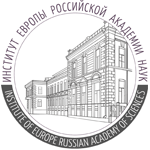 ИНСТИТУТ ЕВРОПЫ РОССИЙСКОЙ АКАДЕМИИ НАУК
INSTITUTE OF EUROPE RUSSIAN ACADEMY OF SCIENCES